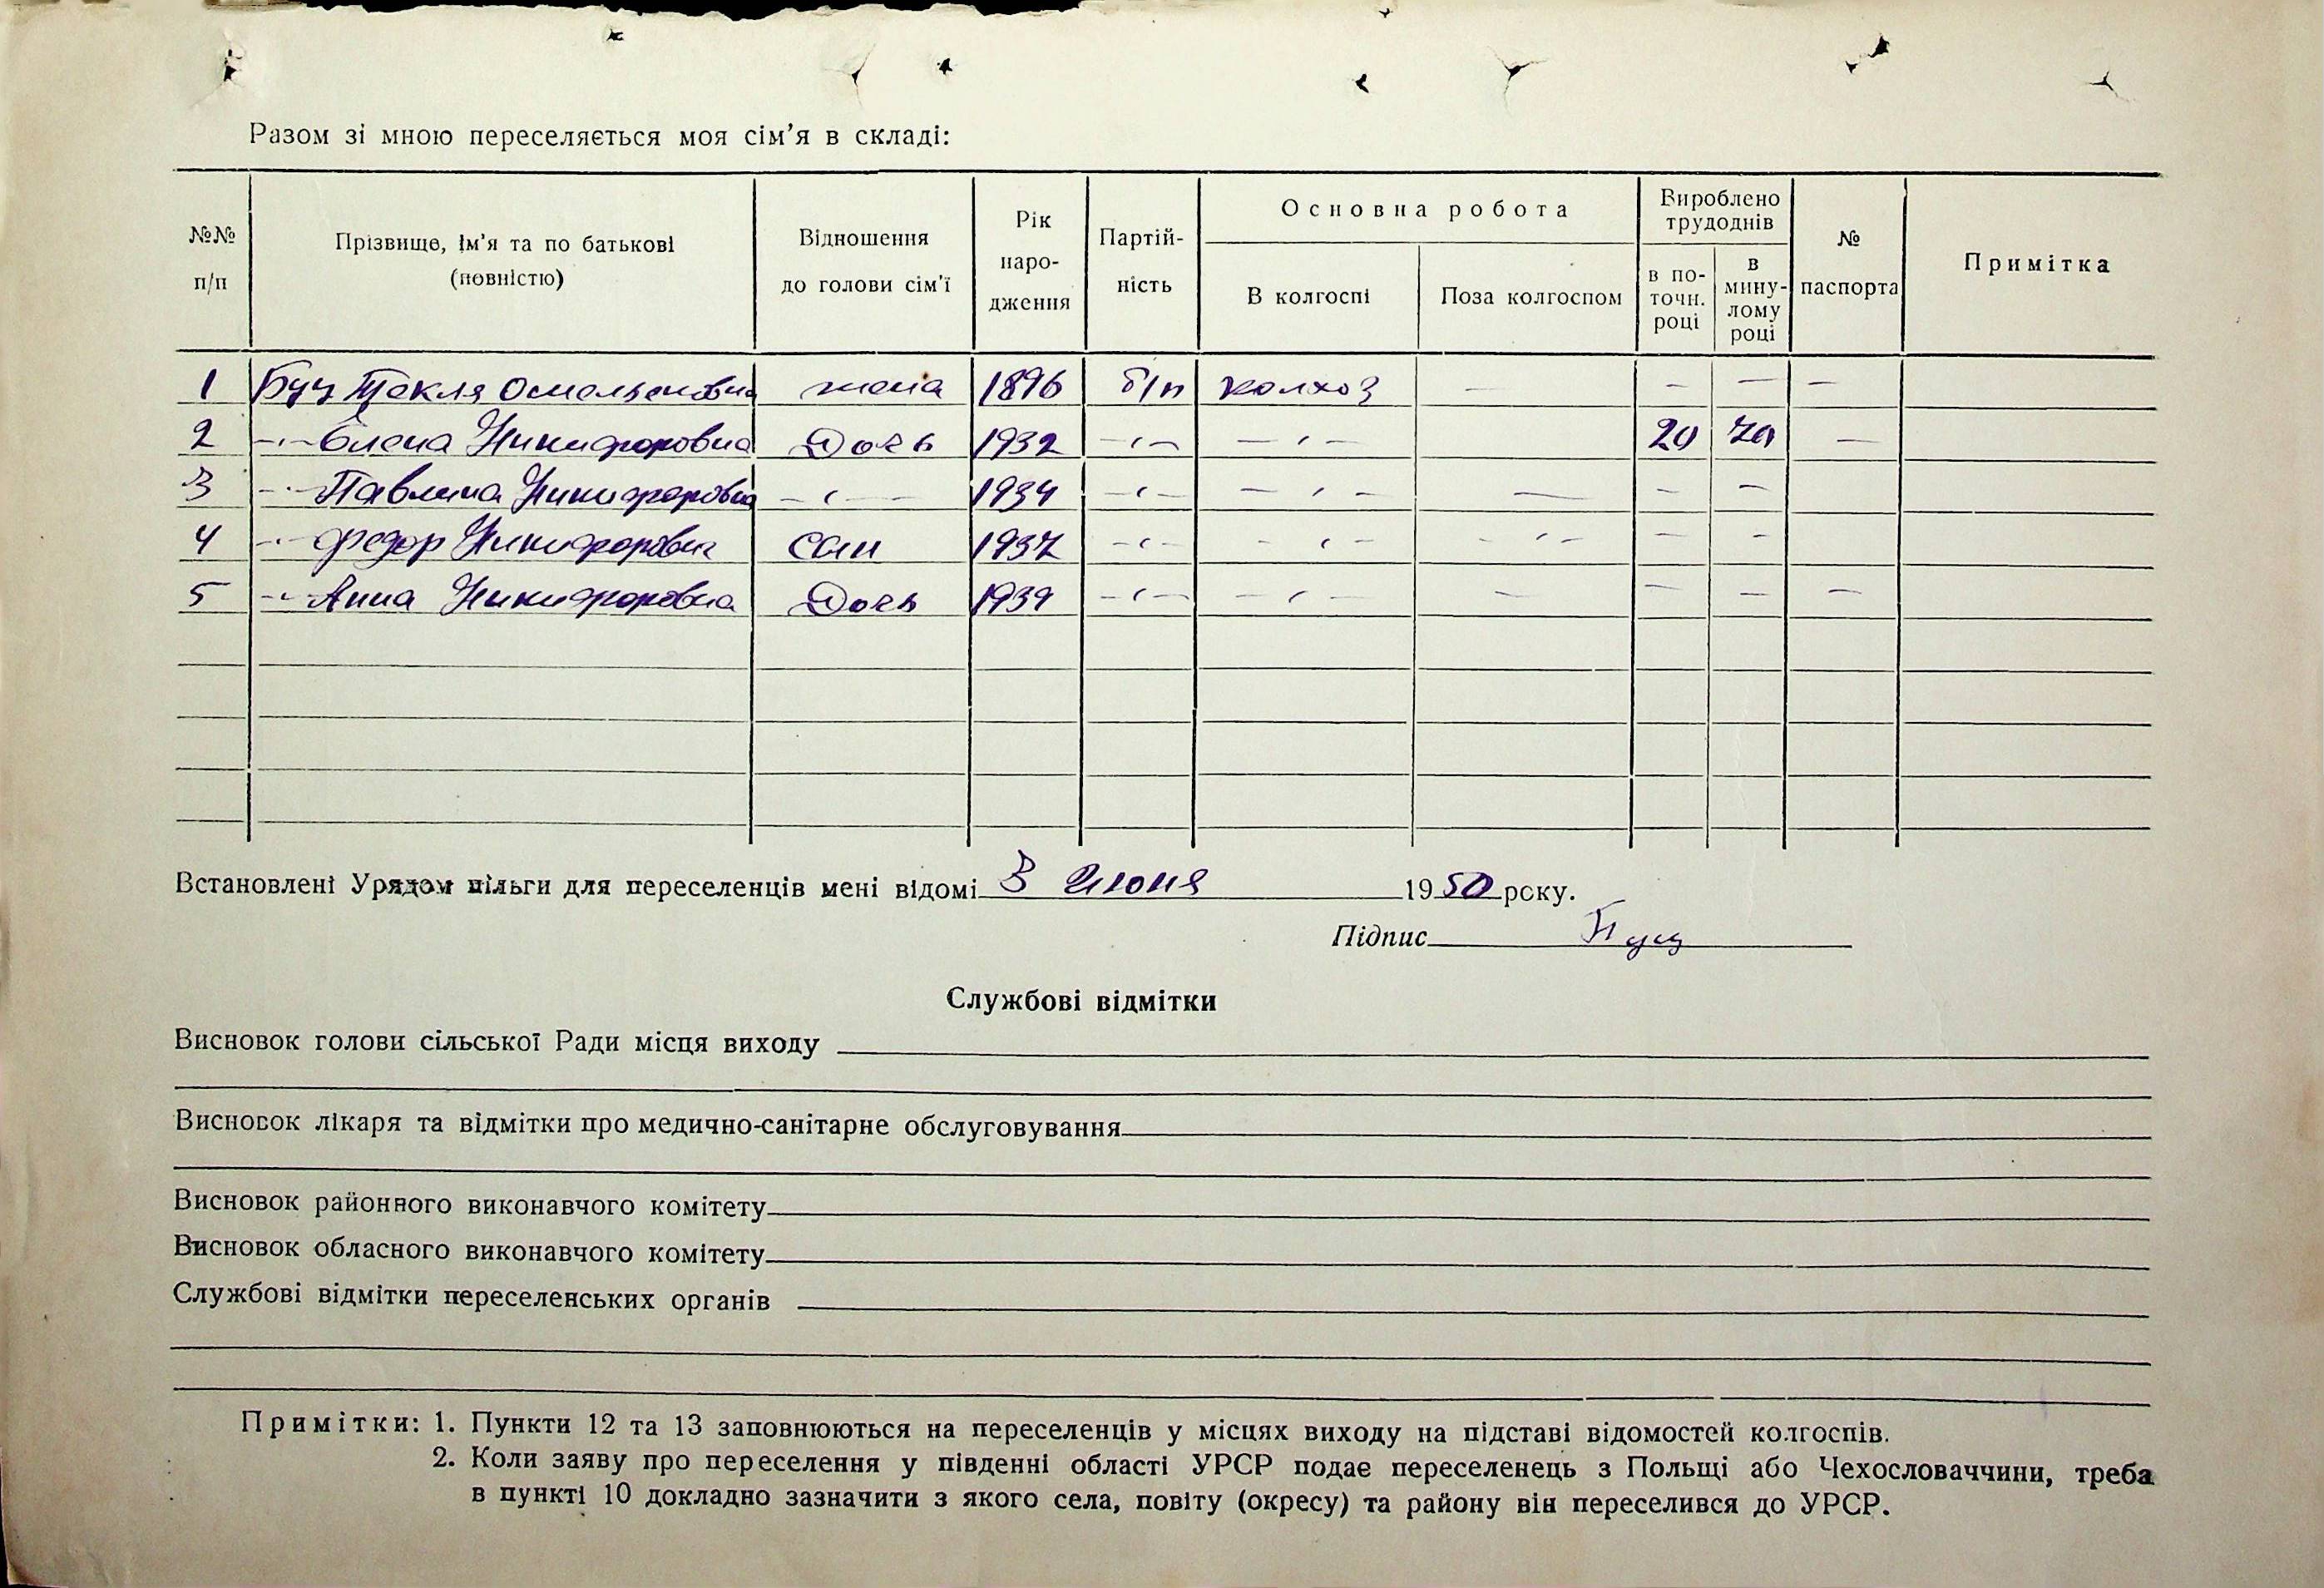 Разом зі мною переселяється моя сім'я в складі:
№№ п/п | Прізвище, ім'я та по батькові (повністю) | Відношення до голови сім'ї | Рік народження | Партійність | Основна робота | Вироблено трудоднів | № паспорта | Примітка
В колгоспі | Поза колгоспом | в поточн. році | в минулому році
1 | Буц Текля Омельяновна | жена | 1896 | б/п | колхоз | — | — | — | —
2 | -"- Елена Никифоровна | Дочь | 1932 | -"- | -"- | | 20 | 70 | —
3 | -"- Павлина Никифоровна | -"- | 1934 | -"- | -"- | — | — | —
4 | -"- Федор Никифорович | сын | 1937 | -"- | -"- | -"- | — | —
5 | -"- Анна Никифоровна | Дочь | 1939 | -"- | -"- | — | — | — | —
Встановлені Урядом пільги для переселенців мені відомі 3 Июня 1950 року.
Підпис Буц
Службові відмітки
Висновок голови сільської Ради місця виходу
Висновок лікаря та відмітки про медично-санітарне обслуговування
Висновок районного виконавчого комітету
Висновок обласного виконавчого комітету
Службові відмітки переселенських органів
Примітки: 1. Пункти 12 та 13 заповнюються на переселенців у місцях виходу на підставі відомостей колгоспів.
2. Коли заяву про переселення у південні області УРСР подає переселенець з Польщі або Чехословаччини, треба
в пункті 10 докладно зазначити з якого села, повіту (окресу) та району він переселився до УРСР.